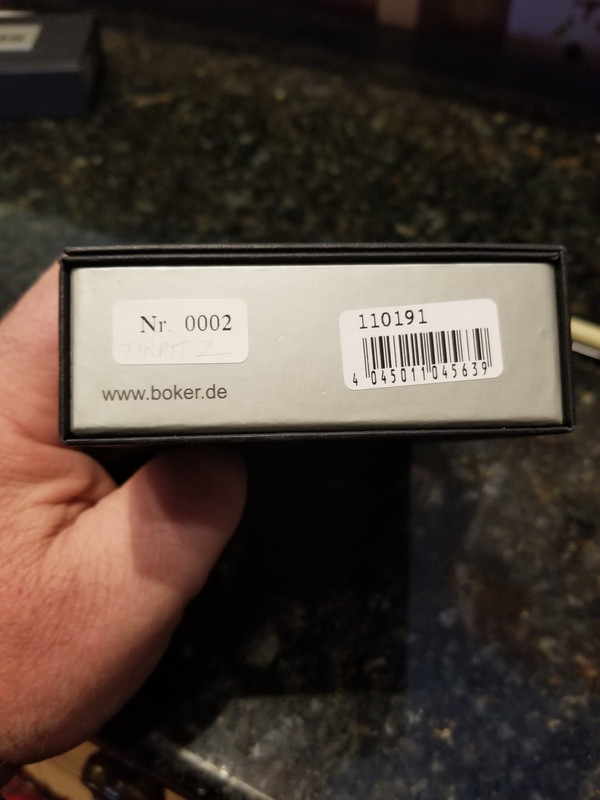 Nr. 0002
TIRPITZ
www.boker.de
110191
4 045011 045639